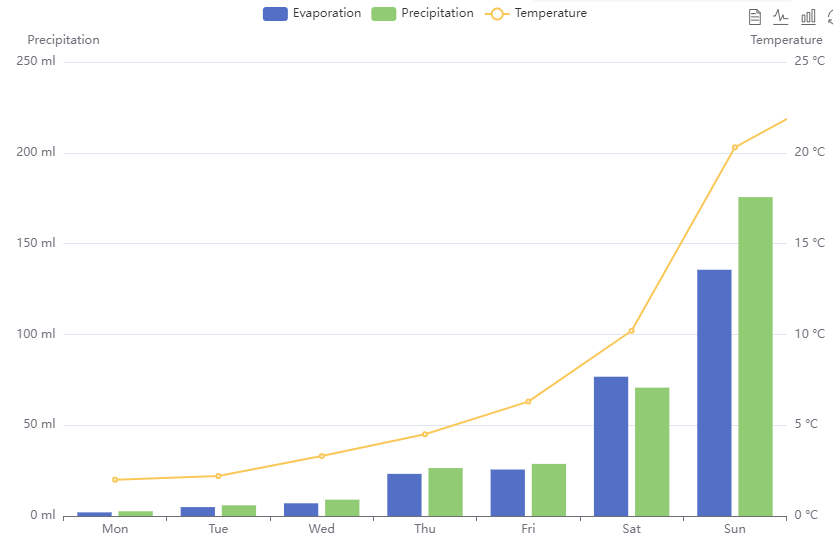 Evaporation Precipitation Temperature
Precipitation Temperature
250 ml 25 °C
200 ml 20 °C
150 ml 15 °C
100 ml 10 °C
50 ml 5 °C
0 ml 0 °C
Mon Tue Wed Thu Fri Sat Sun